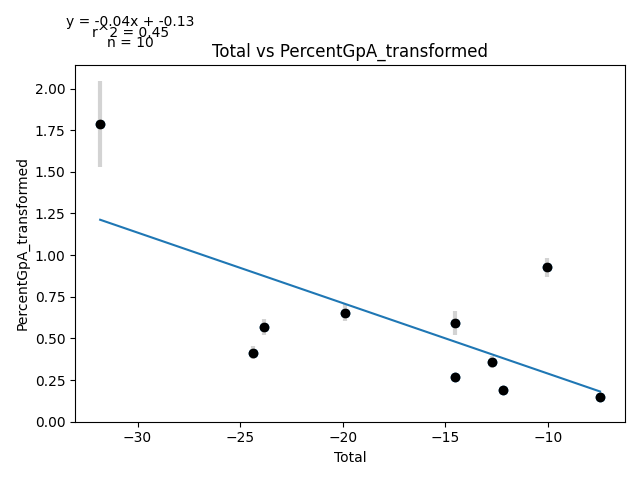 y = -0.04x + -0.13
r^2 = 0.45
n = 10
Total vs PercentGpA_transformed
2.00
1.75
1.50
1.25
1.00
0.75
0.50
0.25
0.00
PercentGpA_transformed
−30
−25
−20
−15
−10
Total